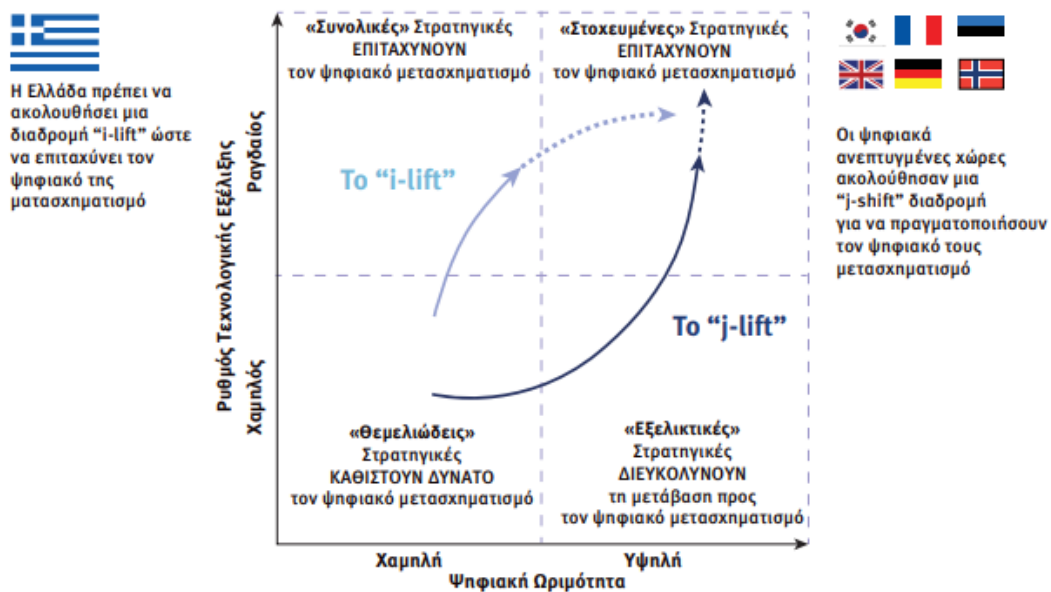 Η Ελλάδα πρέπει να
ακολουθήσει μια
διαδρομή “i-lift” ώστε
να επιταχύνει τον
ψηφιακό της
ματασχηματισμό
Ρυθμός Τεχνολογικής Εξέλιξης
Ραγδαίος
Χαμηλός
«Συνολικές» Στρατηγικές
ΕΠΙΤΑΧΥΝΟΥΝ
τον ψηφιακό μετασχηματισμό
«Στοχευμένες» Στρατηγικές
ΕΠΙΤΑΧΥΝΟΥΝ
τον ψηφιακό μετασχηματισμό
Το “i-lift”
Το “j-lift”
«Θεμελιώδεις»
Στρατηγικές
ΚΑΘΙΣΤΟΥΝ ΔΥΝΑΤΟ
τον ψηφιακό μετασχηματισμό
«Εξελικτικές»
Στρατηγικές
ΔΙΕΥΚΟΛΥΝΟΥΝ
τη μετάβαση προς
τον ψηφιακό μετασχηματισμό
Χαμηλή
Υψηλή
Ψηφιακή Ωριμότητα
Οι ψηφιακά
ανεπτυγμένες χώρες
ακολούθησαν μια
“j-shift” διαδρομή
για να πραγματοποιήσουν
τον ψηφιακό τους
μετασχηματισμό